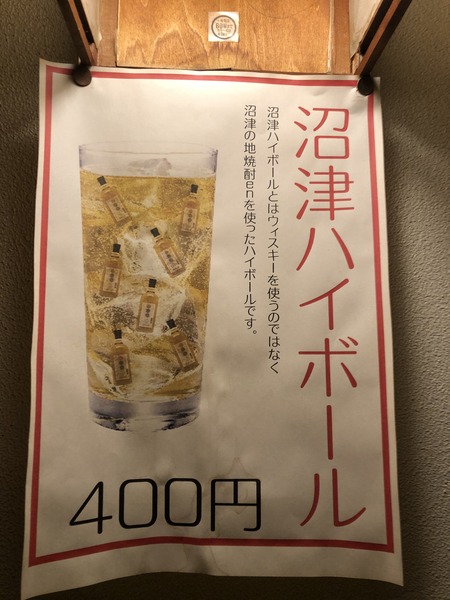 沼津ハイボール
沼津ハイボールとはウィスキーを使うのではなく
沼津の地焼酎enを使ったハイボールです。
400円